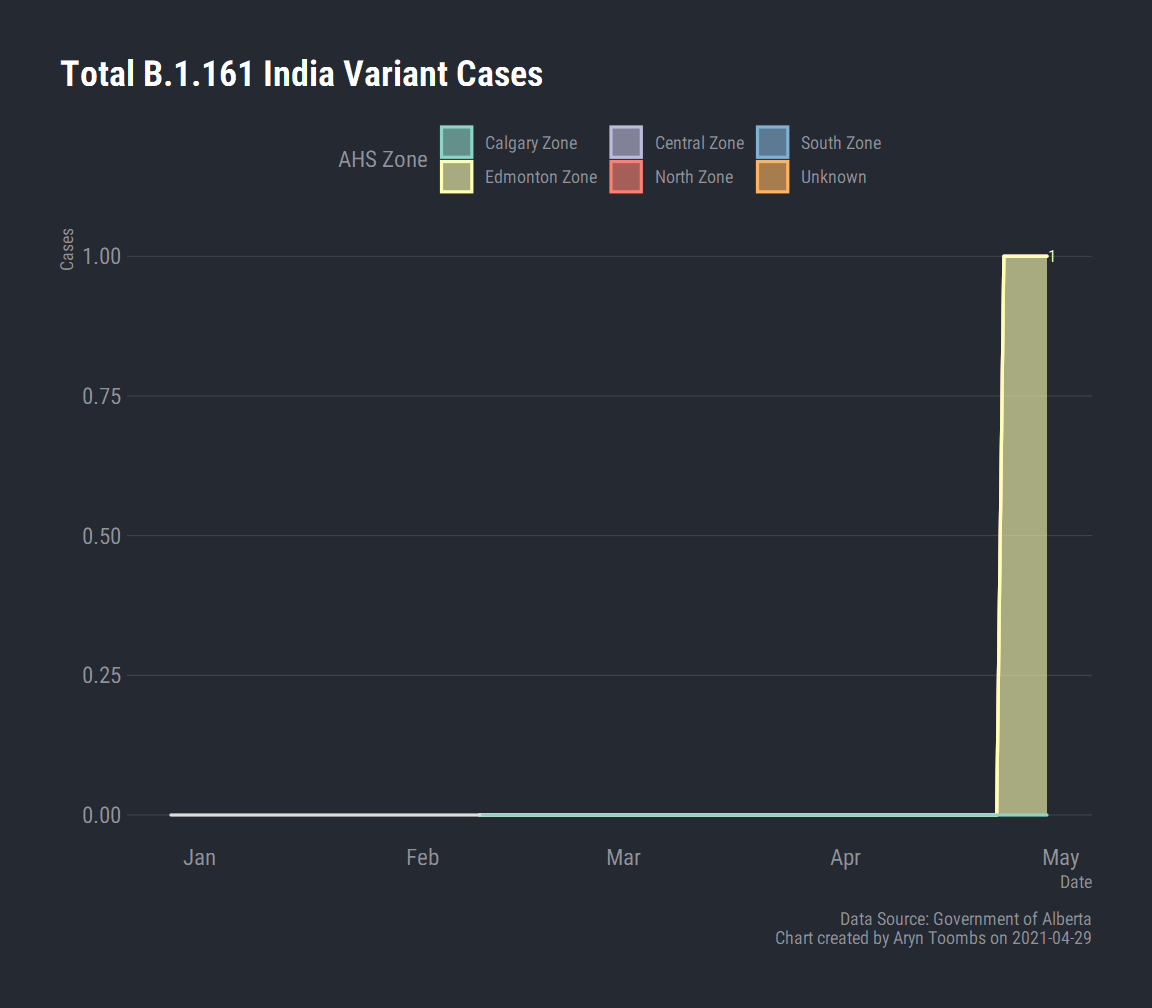 Total B.1.161 India Variant Cases
AHS Zone
Calgary Zone
Central Zone
South Zone
Edmonton Zone
North Zone
Unknown
Cases
1.00
1
0.75
0.50
0.25
0.00
Jan
Feb
Mar
Apr
May
Date
Data Source: Government of Alberta
Chart created by Aryn Toombs on 2021-04-29